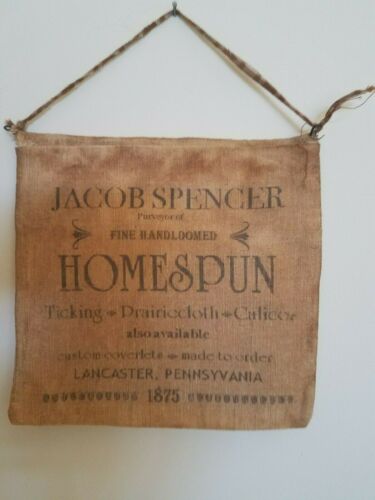 JACOB SPENCER
Purveyor of
FINE HANDLOOMED
HOMESPUN
Ticking Prairiecloth Calicoe
also available
custom coverlets made to order
LANCASTER, PENNSYVANIA
1875